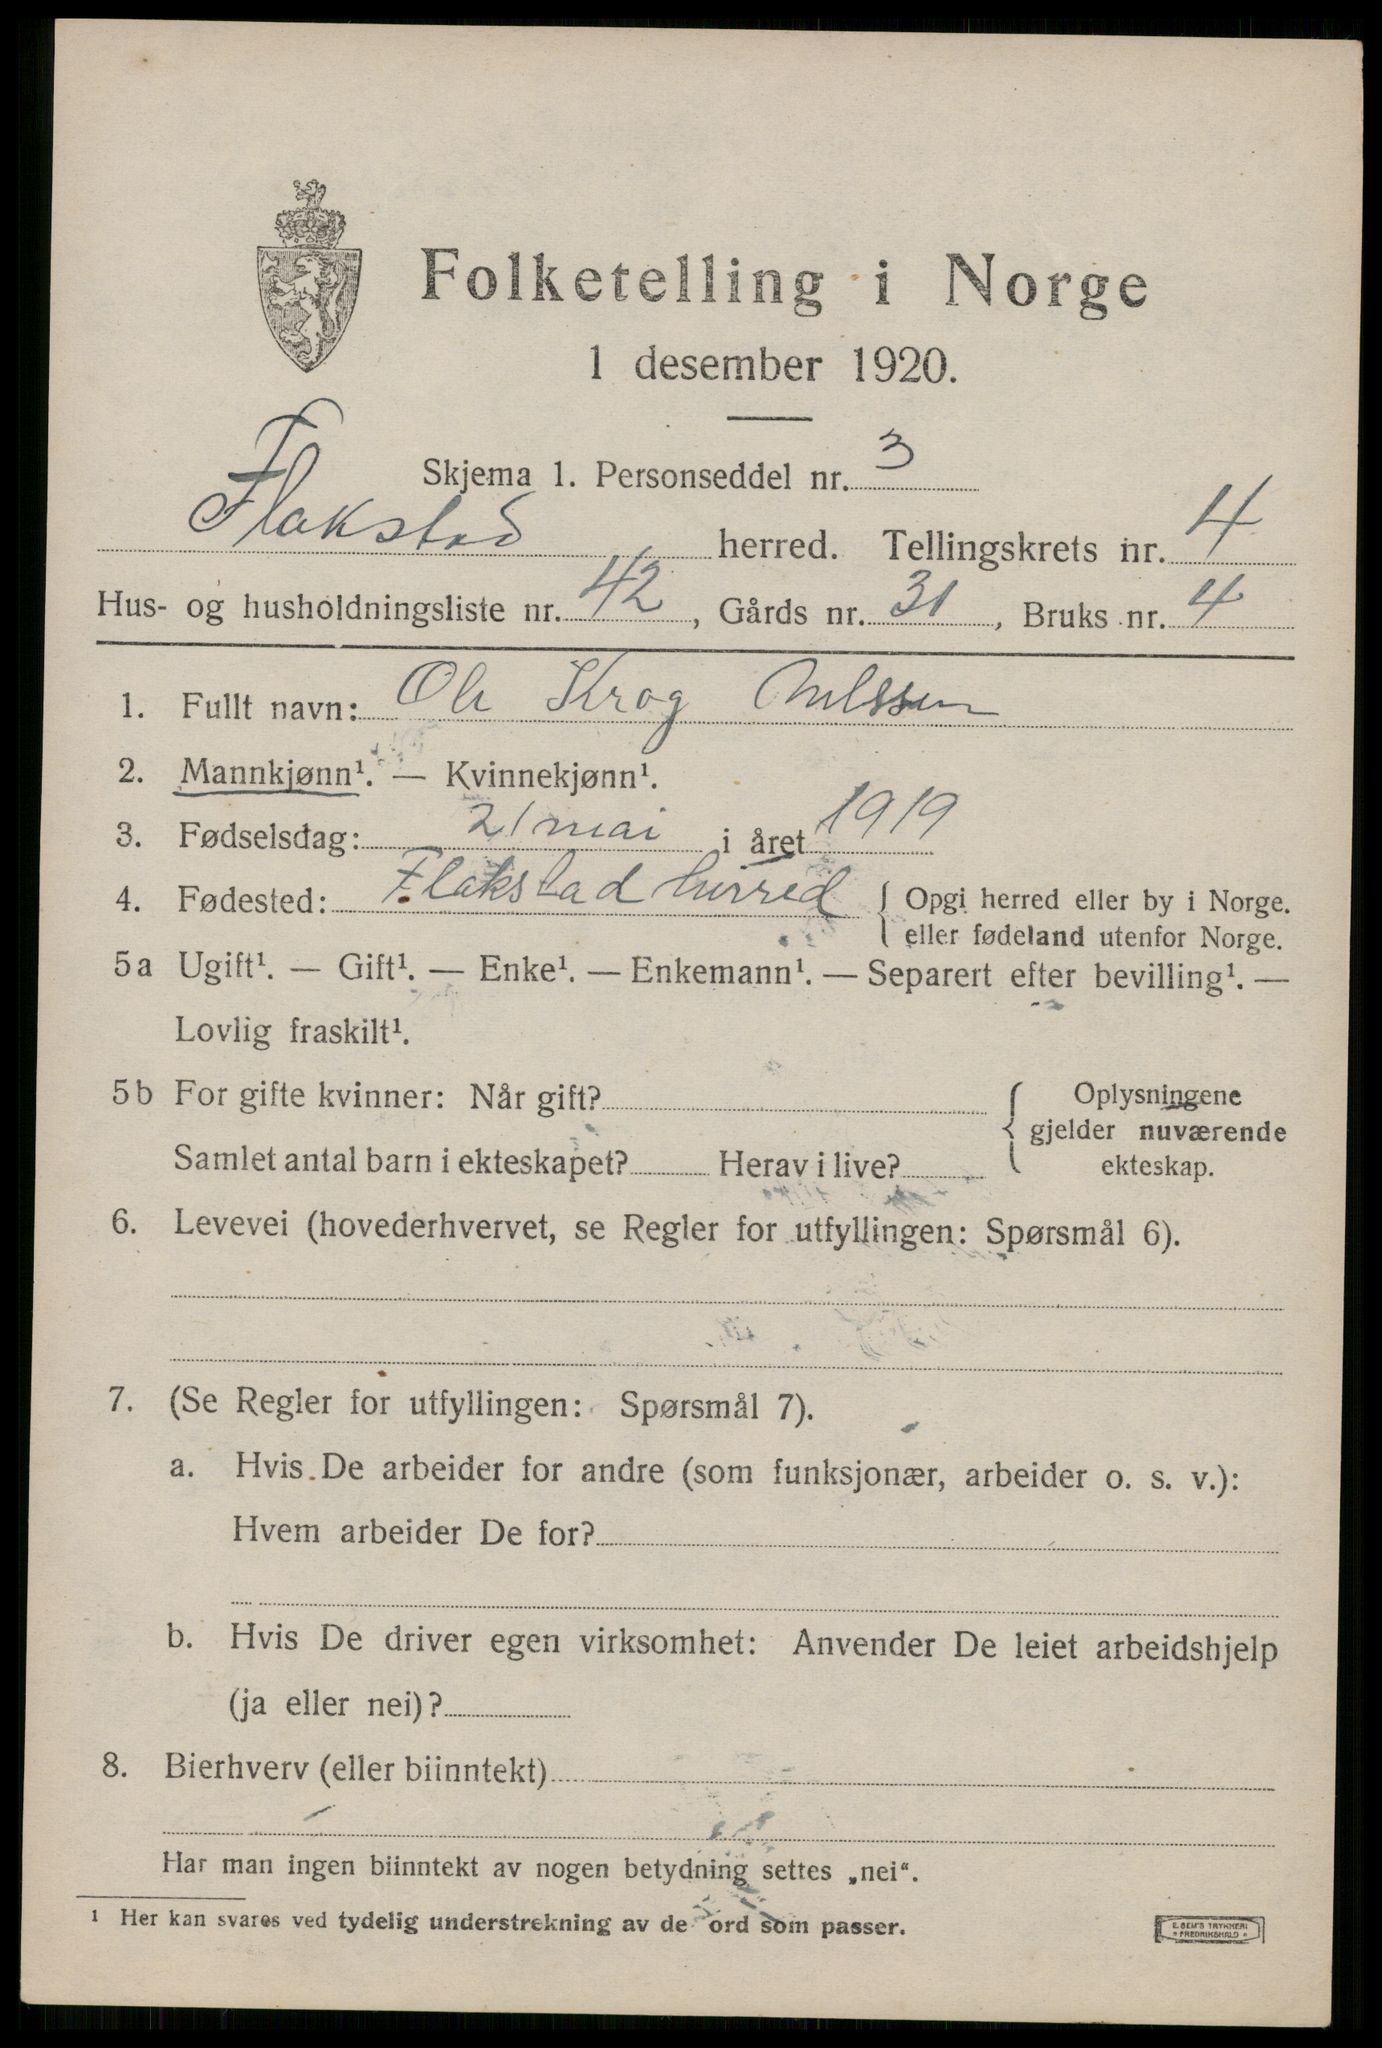 Folketelling i Norge
1 desember 1920.
Skjema 1. Personseddel nr. 3
Flakstad herred. Tellingskrets nr. 4
Hus- og husholdningsliste nr. 42, Gårds nr. 31, Bruks nr. 4
1. Fullt navn: Ole Krog Nilssen
2. Mannkjønn¹. — Kvinnekjønn¹.
3. Fødselsdag: 21 mai i året 1919
4. Fødested: Flakstad herred { Opgi herred eller by i Norge.
eller fødeland utenfor Norge.
5a Ugift¹. — Gift¹. — Enke¹. — Enkemann¹. — Separert efter bevilling¹. —
Lovlig fraskilt¹.
5b For gifte kvinner: Når gift? { Oplysningene
gjelder nuværende
Samlet antal barn i ekteskapet? Herav i live? ekteskap.
6. Levevei (hovederhvervet, se Regler for utfyllingen: Spørsmål 6).
7. (Se Regler for utfyllingen: Spørsmål 7).
a. Hvis De arbeider for andre (som funksjonær, arbeider o. s. v.):
Hvem arbeider De for?
b. Hvis De driver egen virksomhet: Anvender De leiet arbeidshjelp
(ja eller nei)?
8. Bierhverv (eller biinntekt)
Har man ingen biinntekt av nogen betydning settes „nei“.
¹ Her kan svares ved tydelig understrekning av de ord som passer.
E. SEM'S TRYKKERI
* FREDRIKSHALD *